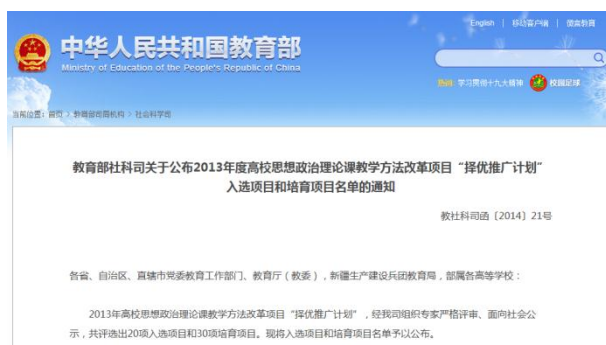 English | 移动客户端 | 微言教育
中华人民共和国教育部
Ministry of Education of the People's Republic of China
热词: 学习贯彻十九大精神 校园足球
当前位置: 首页 > 教育部司局机构 > 社会科学司
教育部社科司关于公布2013年度高校思想政治理论课教学方法改革项目“择优推广计划”
入选项目和培育项目名单的通知
教社科司函〔2014〕21号
各省、自治区、直辖市党委教育工作部门、教育厅（教委），新疆生产建设兵团教育局，部属各高等学校：
2013年高校思想政治理论课教学方法改革项目“择优推广计划”，经我司组织专家严格评审、面向社会公
示，共评选出20项入选项目和30项培育项目。现将入选项目和培育项目名单予以公布。